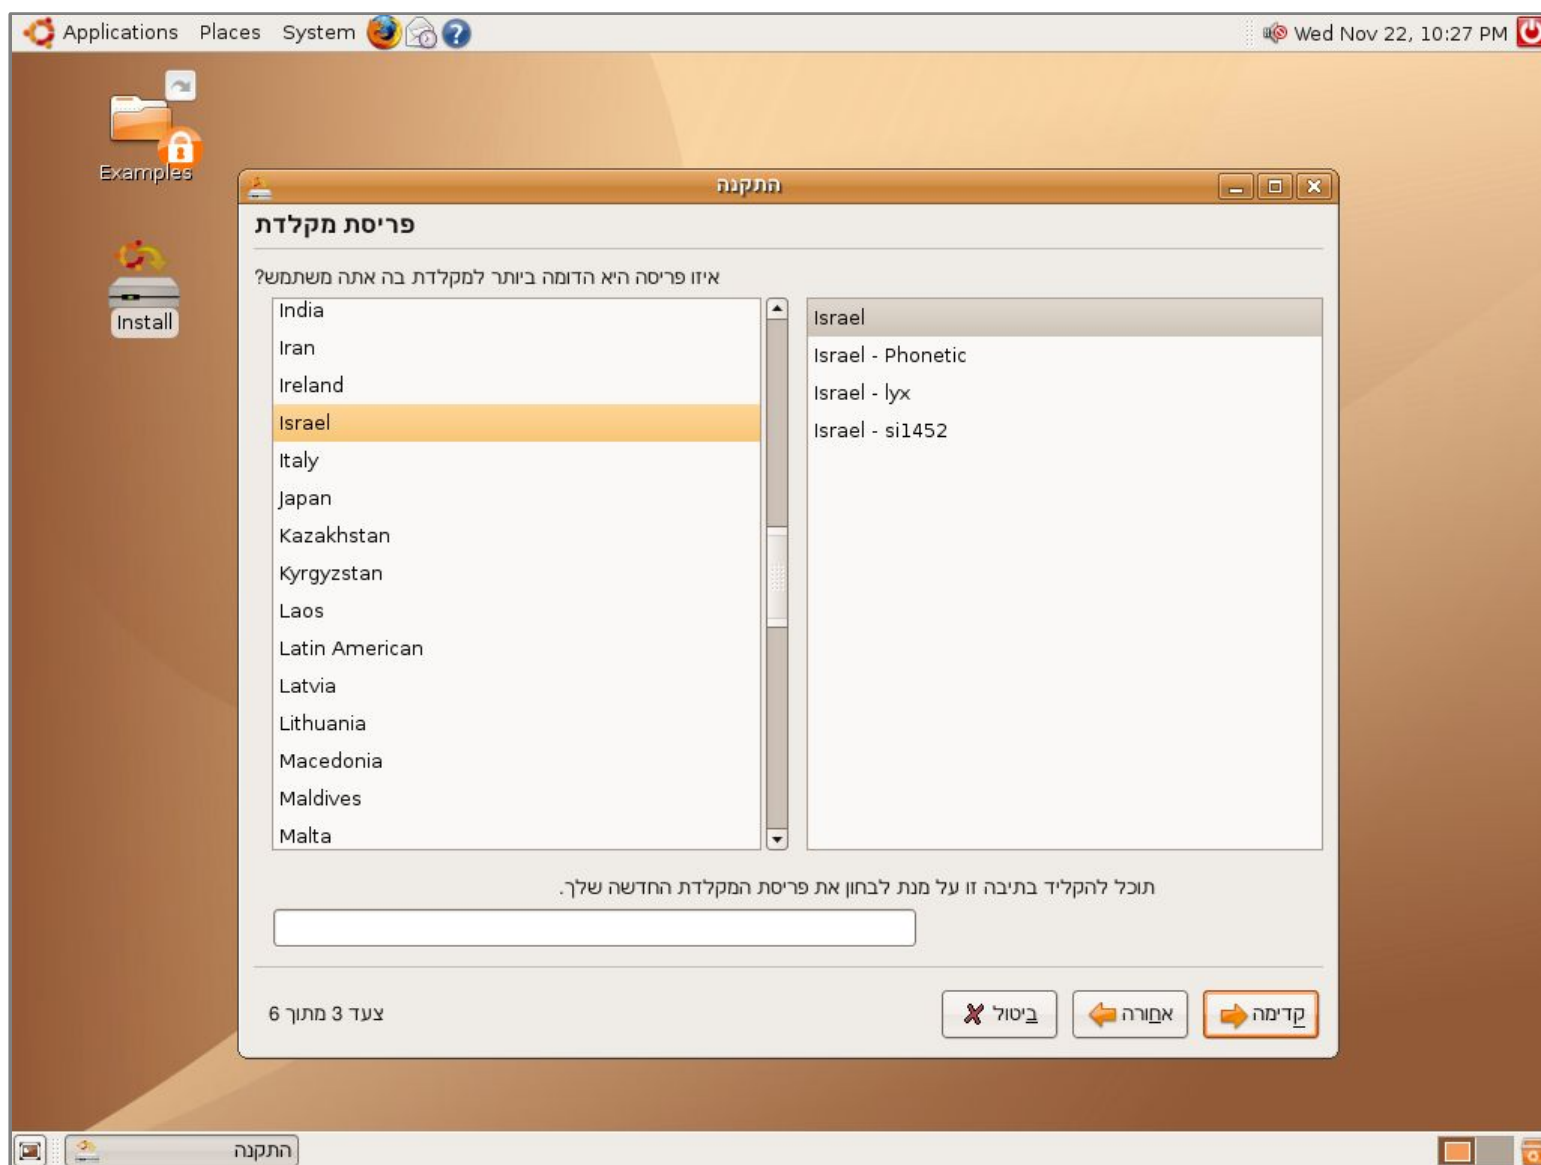 Applications Places System
Wed Nov 22, 10:27 PM
Examples
Install
התקנה
פריסת מקלדת
איזו פריסה היא הדומה ביותר למקלדת בה אתה משתמש?
India
Iran
Ireland
Israel
Italy
Japan
Kazakhstan
Kyrgyzstan
Laos
Latin American
Latvia
Lithuania
Macedonia
Maldives
Malta
Israel
Israel - Phonetic
Israel - lyx
Israel - si1452
תוכל להקליד בתיבה זו על מנת לבחון את פריסת המקלדת החדשה שלך.
צעד 3 מתוך 6
ביטול
אחורה
קדימה
התקנה